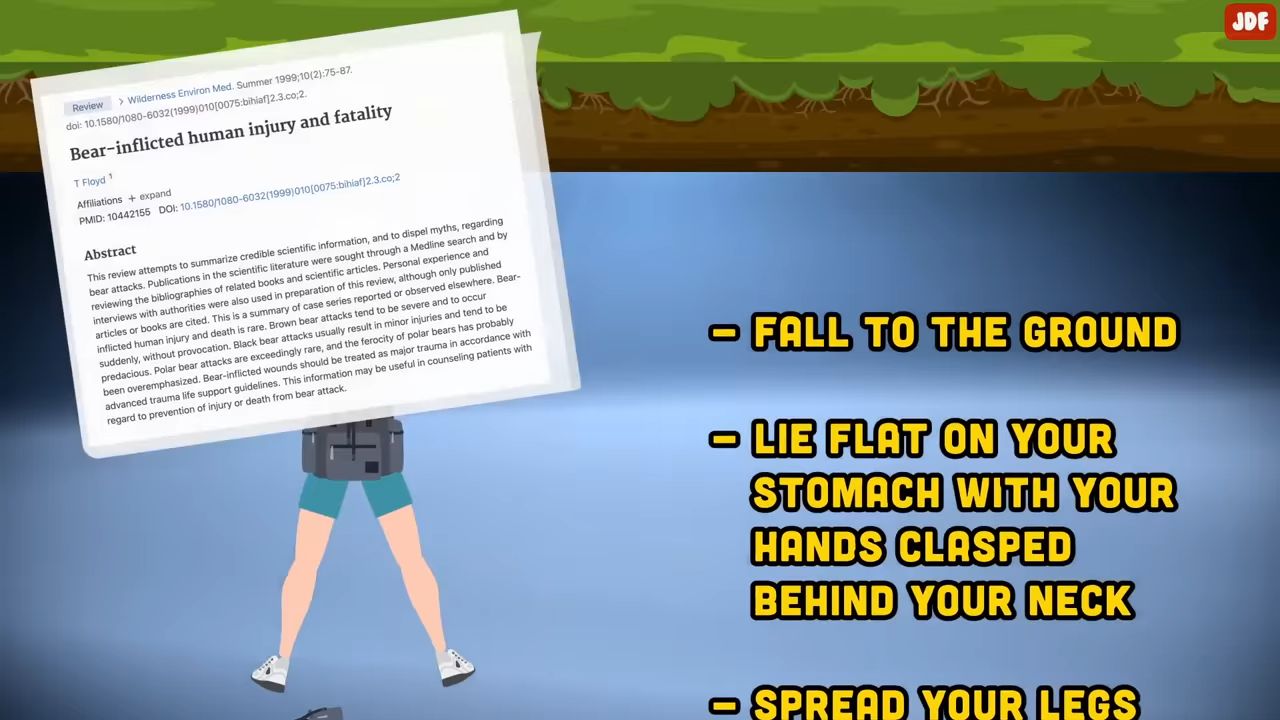 JDF
Review > Wilderness Environ Med. Summer 1999;10(2):75-87.
doi: 10.1580/1080-6032(1999)010[0075:bihiaf]2.3.co;2.
Bear-inflicted human injury and fatality
T Floyd 1
Affiliations + expand
PMID: 10442155 DOI: 10.1580/1080-6032(1999)010[0075:bihiaf]2.3.co;2
Abstract
This review attempts to summarize credible scientific information, and to dispel myths, regarding
bear attacks. Publications in the scientific literature were sought through a Medline search and by
reviewing the bibliographies of related books and scientific articles. Personal experience and
interviews with authorities were also used in preparation of this review, although only published
articles or books are cited. This is a summary of case series reported or observed elsewhere. Bear-
inflicted human injury and death is rare. Brown bear attacks tend to be severe and to occur
suddenly, without provocation. Black bear attacks usually result in minor injuries and tend to be
predacious. Polar bear attacks are exceedingly rare, and the ferocity of polar bears has probably
been overemphasized. Bear-inflicted wounds should be treated as major trauma in accordance with
advanced trauma life support guidelines. This information may be useful in counseling patients with
regard to prevention of injury or death from bear attack.
– FALL TO THE GROUND
– LIE FLAT ON YOUR
STOMACH WITH YOUR
HANDS CLASPED
BEHIND YOUR NECK
– SPREAD YOUR LEGS